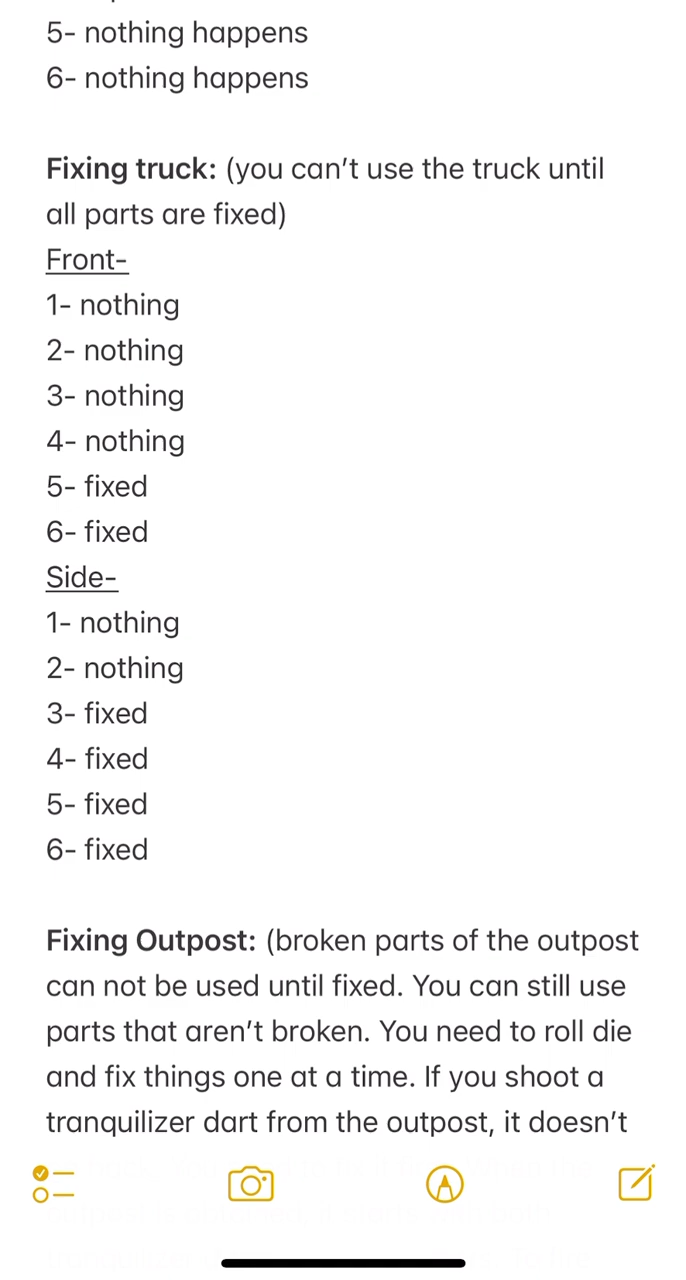 5- nothing happens
6- nothing happens
Fixing truck: (you can't use the truck until
all parts are fixed)
Front-
1- nothing
2- nothing
3- nothing
4- nothing
5- fixed
6- fixed
Side-
1- nothing
2- nothing
3- fixed
4- fixed
5- fixed
6- fixed
Fixing Outpost: (broken parts of the outpost
can not be used until fixed. You can still use
parts that aren't broken. You need to roll die
and fix things one at a time. If you shoot a
tranquilizer dart from the outpost, it doesn't